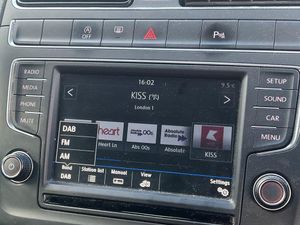 OFF
P
RADIO
MEDIA
PHONE
MUTE
16:02
9.5°C
KISS
London 1
DAB
FM
AM
heart
Absolute
KISS
Heart Ln
Abs 00s
Absolute
Band
DAB
Station list
Manual
View
Settings
SETUP
SOUND
CAR
MENU